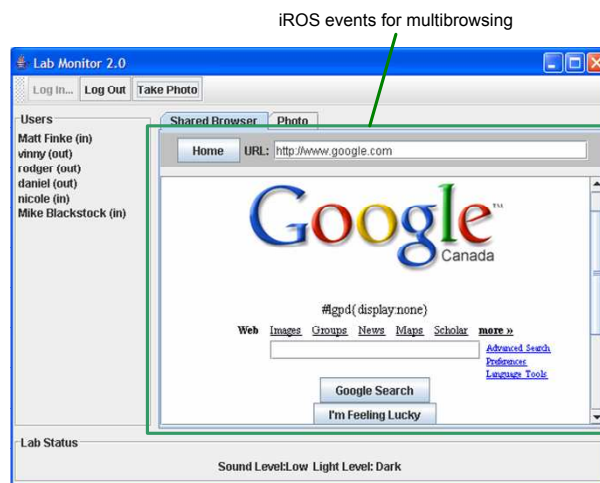 iROS events for multibrowsing
Lab Monitor 2.0
Log In... Log Out Take Photo
Users
Matt Finke (in)
vinny (out)
rodger (out)
daniel (out)
nicole (in)
Mike Blackstock (in)
Shared Browser Photo
Home URL: http://www.google.com
Google™
Canada
#lgpd{display:none}
Web Images Groups News Maps Scholar more »
Advanced Search
Preferences
Language Tools
Google Search
I'm Feeling Lucky
Lab Status
Sound Level:Low Light Level: Dark